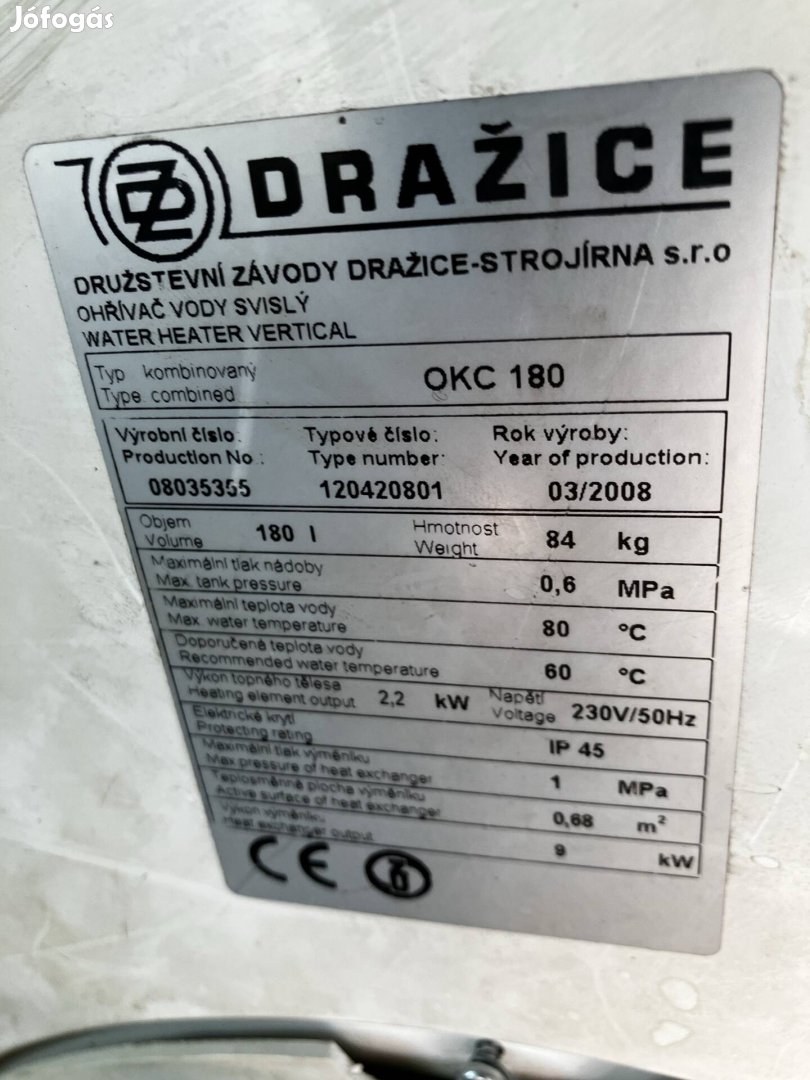 Jófogás
DZD DRAŽICE
DRUŽSTEVNÍ ZÁVODY DRAŽICE-STROJÍRNA s.r.o
OHŘÍVAČ VODY SVISLÝ
WATER HEATER VERTICAL
Typ kombinovaný OKC 180
Type combined
Výrobní číslo: Typové číslo: Rok výroby:
Production No.: Type number: Year of production:
08035355 120420801 03/2008
Objem 180 l Hmotnost 84 kg
Volume Weight
Maximální tlak nádoby 0,6 MPa
Max. tank pressure
Maximální teplota vody 80 °C
Max. water temperature
Doporučená teplota vody 60 °C
Recommended water temperature
Výkon topného tělesa 2,2 kW Napětí 230V/50Hz
Heating element output Voltage
Elektrické krytí IP 45
Protecting rating
Maximální tlak výměníku 1 MPa
Max pressure of heat exchanger
Teplosměnná plocha výměníku 0,68 m²
Active surface of heat exchanger
Výkon výměníku 9 kW
Heat exchanger output
CE